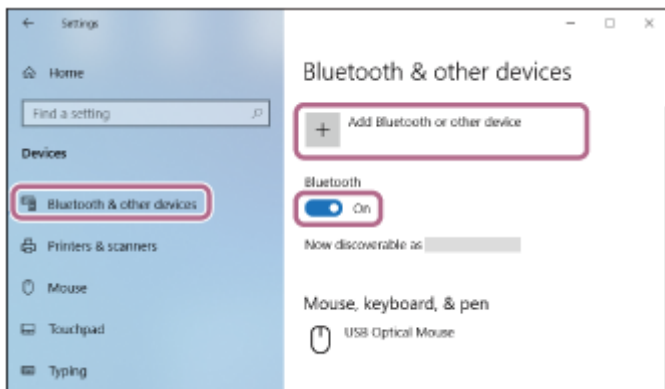 Settings
Home
Find a setting
Devices
Bluetooth & other devices
Printers & scanners
Mouse
Touchpad
Typing
Bluetooth & other devices
Add Bluetooth or other device
Bluetooth
On
Now discoverable as
Mouse, keyboard, & pen
USB Optical Mouse